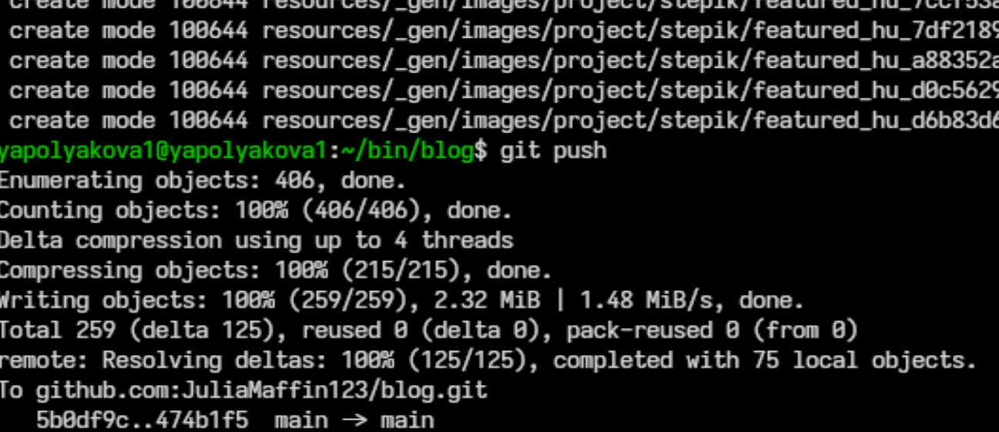 create mode 100644 resources/_gen/images/project/stepik/featured_hu_7ccf53a
create mode 100644 resources/_gen/images/project/stepik/featured_hu_7df2189
create mode 100644 resources/_gen/images/project/stepik/featured_hu_a88352a
create mode 100644 resources/_gen/images/project/stepik/featured_hu_d0c5629
create mode 100644 resources/_gen/images/project/stepik/featured_hu_d6b83d6
yapolyakova1@yapolyakova1:~/bin/blog$ git push
Enumerating objects: 406, done.
Counting objects: 100% (406/406), done.
Delta compression using up to 4 threads
Compressing objects: 100% (215/215), done.
Writing objects: 100% (259/259), 2.32 MiB | 1.48 MiB/s, done.
Total 259 (delta 125), reused 0 (delta 0), pack-reused 0 (from 0)
remote: Resolving deltas: 100% (125/125), completed with 75 local objects.
To github.com:JuliaMaffin123/blog.git
5b0df9c..474b1f5 main -> main